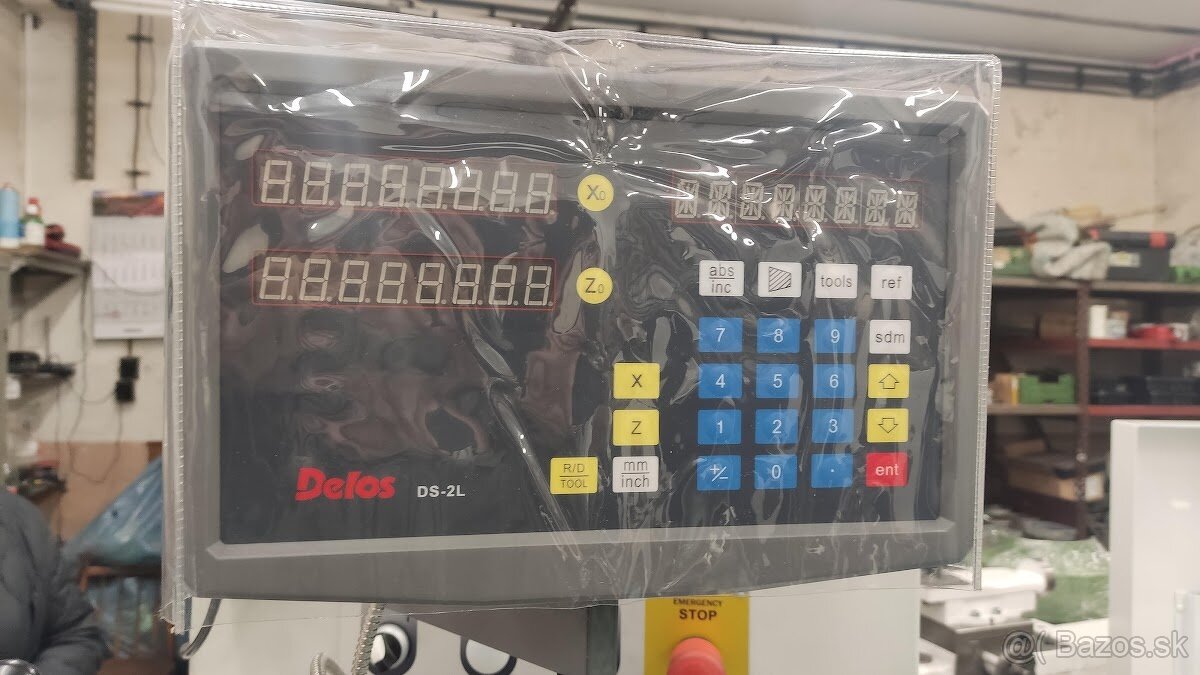 X₀
Z₀
abs
inc
tools
ref
7
8
9
sdm
X
4
5
6
Z
1
2
3
R/D
TOOL
mm
inch
+/-
0
.
ent
Delos
DS-2L
EMERGENCY
STOP
@( Bazos.sk